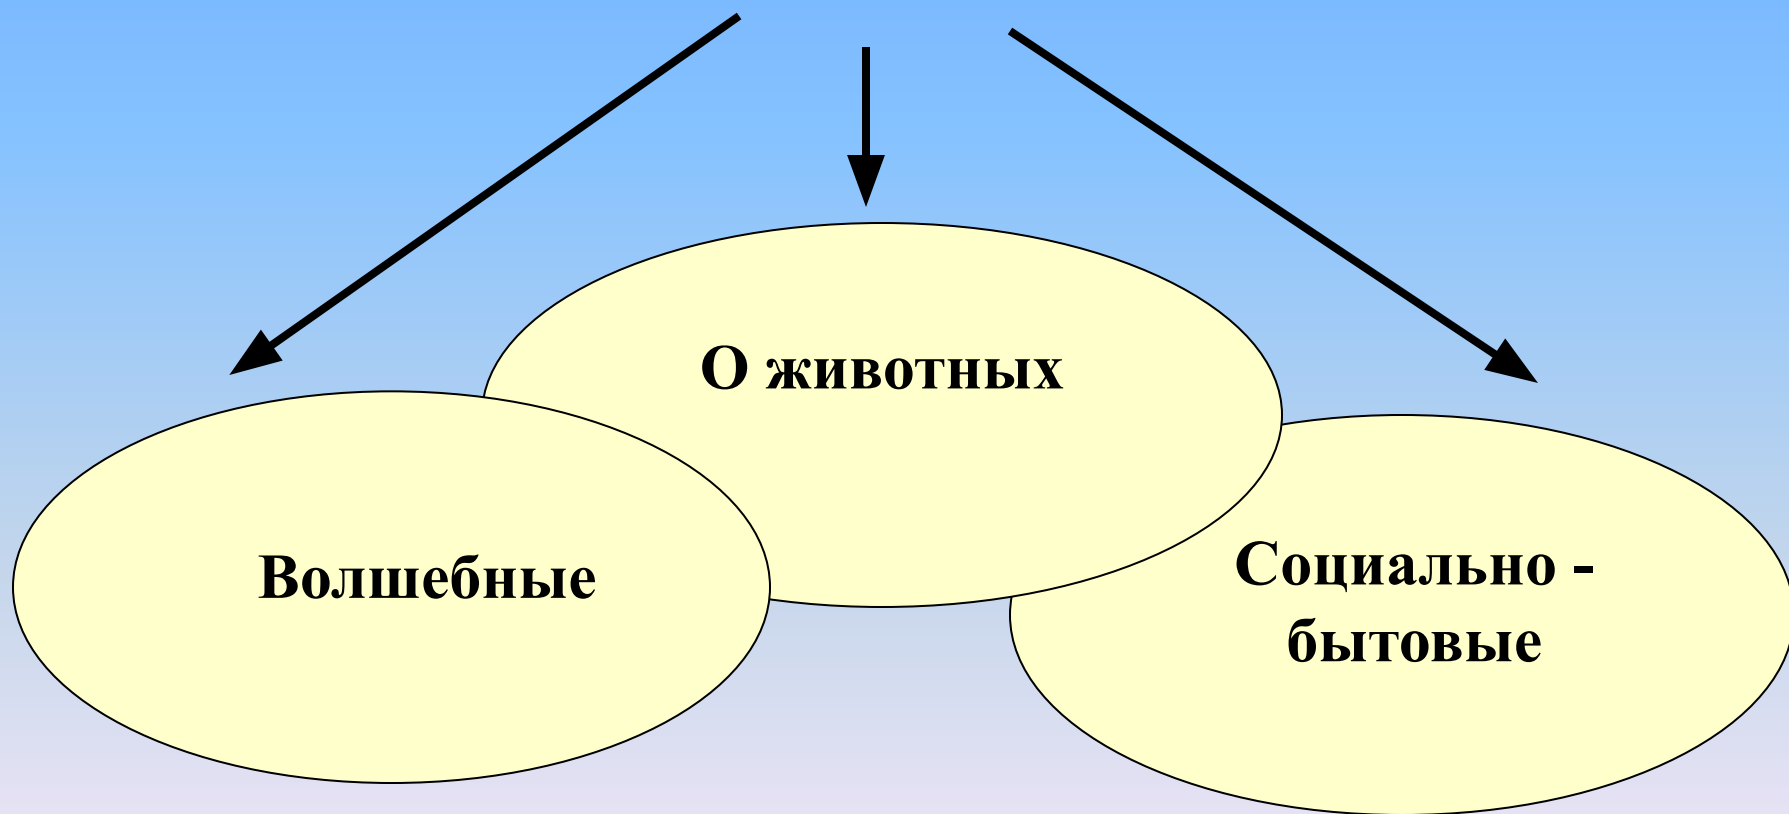 О животных
Волшебные
Социально -
бытовые